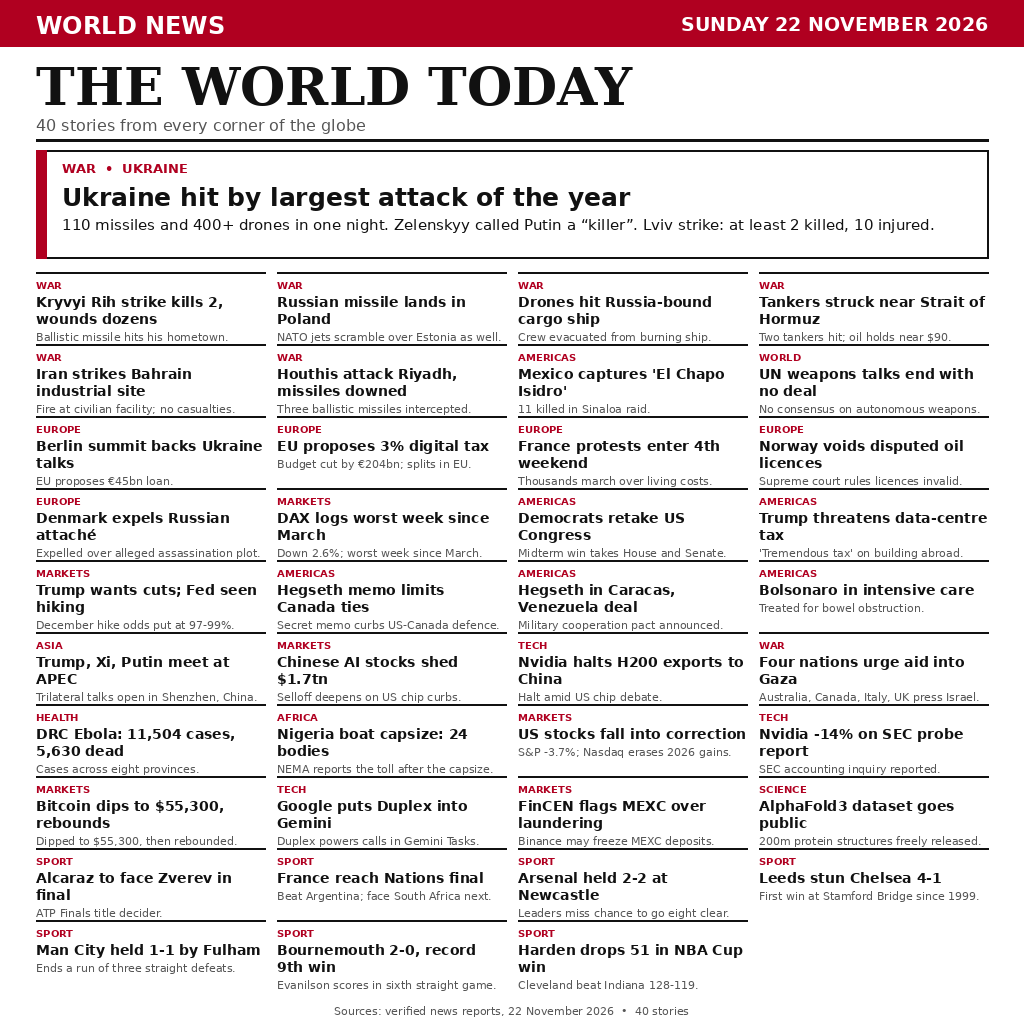 WORLD NEWS
SUNDAY 22 NOVEMBER 2026
THE WORLD TODAY
40 stories from every corner of the globe
WAR • UKRAINE
Ukraine hit by largest attack of the year
110 missiles and 400+ drones in one night. Zelenskyy called Putin a “killer”. Lviv strike: at least 2 killed, 10 injured.
WAR
Kryvyi Rih strike kills 2,
wounds dozens
Ballistic missile hits his hometown.
WAR
Russian missile lands in
Poland
NATO jets scramble over Estonia as well.
WAR
Drones hit Russia-bound
cargo ship
Crew evacuated from burning ship.
WAR
Tankers struck near Strait of
Hormuz
Two tankers hit; oil holds near $90.
WAR
Iran strikes Bahrain
industrial site
Fire at civilian facility; no casualties.
WAR
Houthis attack Riyadh,
missiles downed
Three ballistic missiles intercepted.
AMERICAS
Mexico captures 'El Chapo
Isidro'
11 killed in Sinaloa raid.
WORLD
UN weapons talks end with
no deal
No consensus on autonomous weapons.
EUROPE
Berlin summit backs Ukraine
talks
EU proposes €45bn loan.
EUROPE
EU proposes 3% digital tax
Budget cut by €204bn; splits in EU.
EUROPE
France protests enter 4th
weekend
Thousands march over living costs.
EUROPE
Norway voids disputed oil
licences
Supreme court rules licences invalid.
EUROPE
Denmark expels Russian
attaché
Expelled over alleged assassination plot.
MARKETS
DAX logs worst week since
March
Down 2.6%; worst week since March.
AMERICAS
Democrats retake US
Congress
Midterm win takes House and Senate.
AMERICAS
Trump threatens data-centre
tax
'Tremendous tax' on building abroad.
MARKETS
Trump wants cuts; Fed seen
hiking
December hike odds put at 97-99%.
AMERICAS
Hegseth memo limits
Canada ties
Secret memo curbs US-Canada defence.
AMERICAS
Hegseth in Caracas,
Venezuela deal
Military cooperation pact announced.
AMERICAS
Bolsonaro in intensive care
Treated for bowel obstruction.
ASIA
Trump, Xi, Putin meet at
APEC
Trilateral talks open in Shenzhen, China.
MARKETS
Chinese AI stocks shed
$1.7tn
Selloff deepens on US chip curbs.
TECH
Nvidia halts H200 exports to
China
Halt amid US chip debate.
WAR
Four nations urge aid into
Gaza
Australia, Canada, Italy, UK press Israel.
HEALTH
DRC Ebola: 11,504 cases,
5,630 dead
Cases across eight provinces.
AFRICA
Nigeria boat capsize: 24
bodies
NEMA reports the toll after the capsize.
MARKETS
US stocks fall into correction
S&P -3.7%; Nasdaq erases 2026 gains.
TECH
Nvidia -14% on SEC probe
report
SEC accounting inquiry reported.
MARKETS
Bitcoin dips to $55,300,
rebounds
Dipped to $55,300, then rebounded.
TECH
Google puts Duplex into
Gemini
Duplex powers calls in Gemini Tasks.
MARKETS
FinCEN flags MEXC over
laundering
Binance may freeze MEXC deposits.
SCIENCE
AlphaFold3 dataset goes
public
200m protein structures freely released.
SPORT
Alcaraz to face Zverev in
final
ATP Finals title decider.
SPORT
France reach Nations final
Beat Argentina; face South Africa next.
SPORT
Arsenal held 2-2 at
Newcastle
Leaders miss chance to go eight clear.
SPORT
Leeds stun Chelsea 4-1
First win at Stamford Bridge since 1999.
SPORT
Man City held 1-1 by Fulham
Ends a run of three straight defeats.
SPORT
Bournemouth 2-0, record
9th win
Evanilson scores in sixth straight game.
SPORT
Harden drops 51 in NBA Cup
win
Cleveland beat Indiana 128-119.
Sources: verified news reports, 22 November 2026 • 40 stories